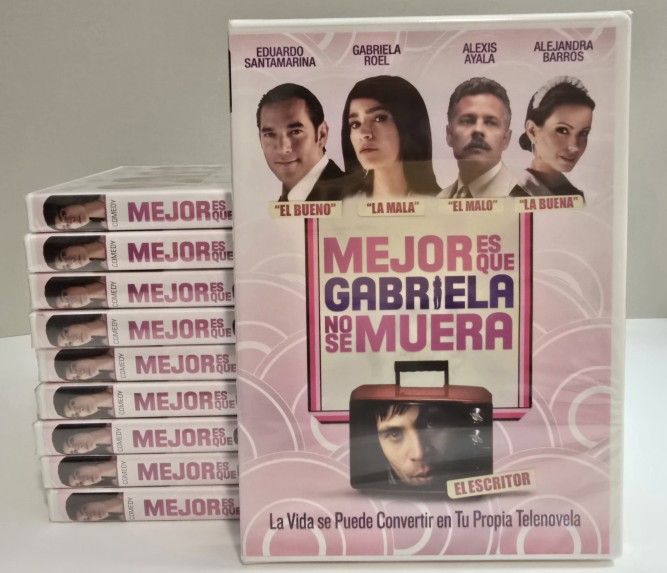 EDUARDO
SANTAMARINA
GABRIELA
ROEL
ALEXIS
AYALA
ALEJANDRA
BARROS
"EL BUENO"
"LA MALA"
"EL MALO"
"LA BUENA"
MEJOR ES QUE
GABRIELA
NO SE MUERA
EL ESCRITOR
La Vida se Puede Convertir en Tu Propia Telenovela
COMEDY MEJOR ES QUE
COMEDY MEJOR ES QUE
COMEDY MEJOR ES QUE
COMEDY MEJOR ES QUE
COMEDY MEJOR ES QUE
COMEDY MEJOR ES QUE
COMEDY MEJOR ES QUE
COMEDY MEJOR ES QUE
COMEDY MEJOR ES QUE